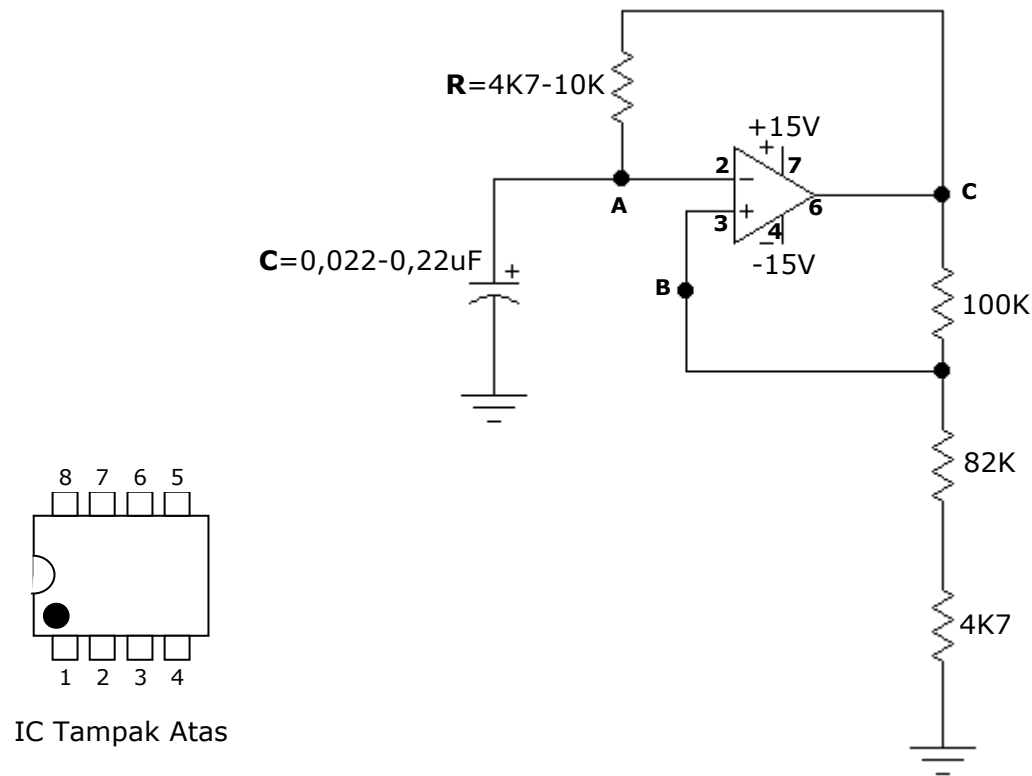 R=4K7-10K
+15V
+
2
7
−
A
6
C
3
+
4
−
-15V
C=0,022-0,22uF
+
B
100K
82K
8 7 6 5
4K7
1 2 3 4
IC Tampak Atas